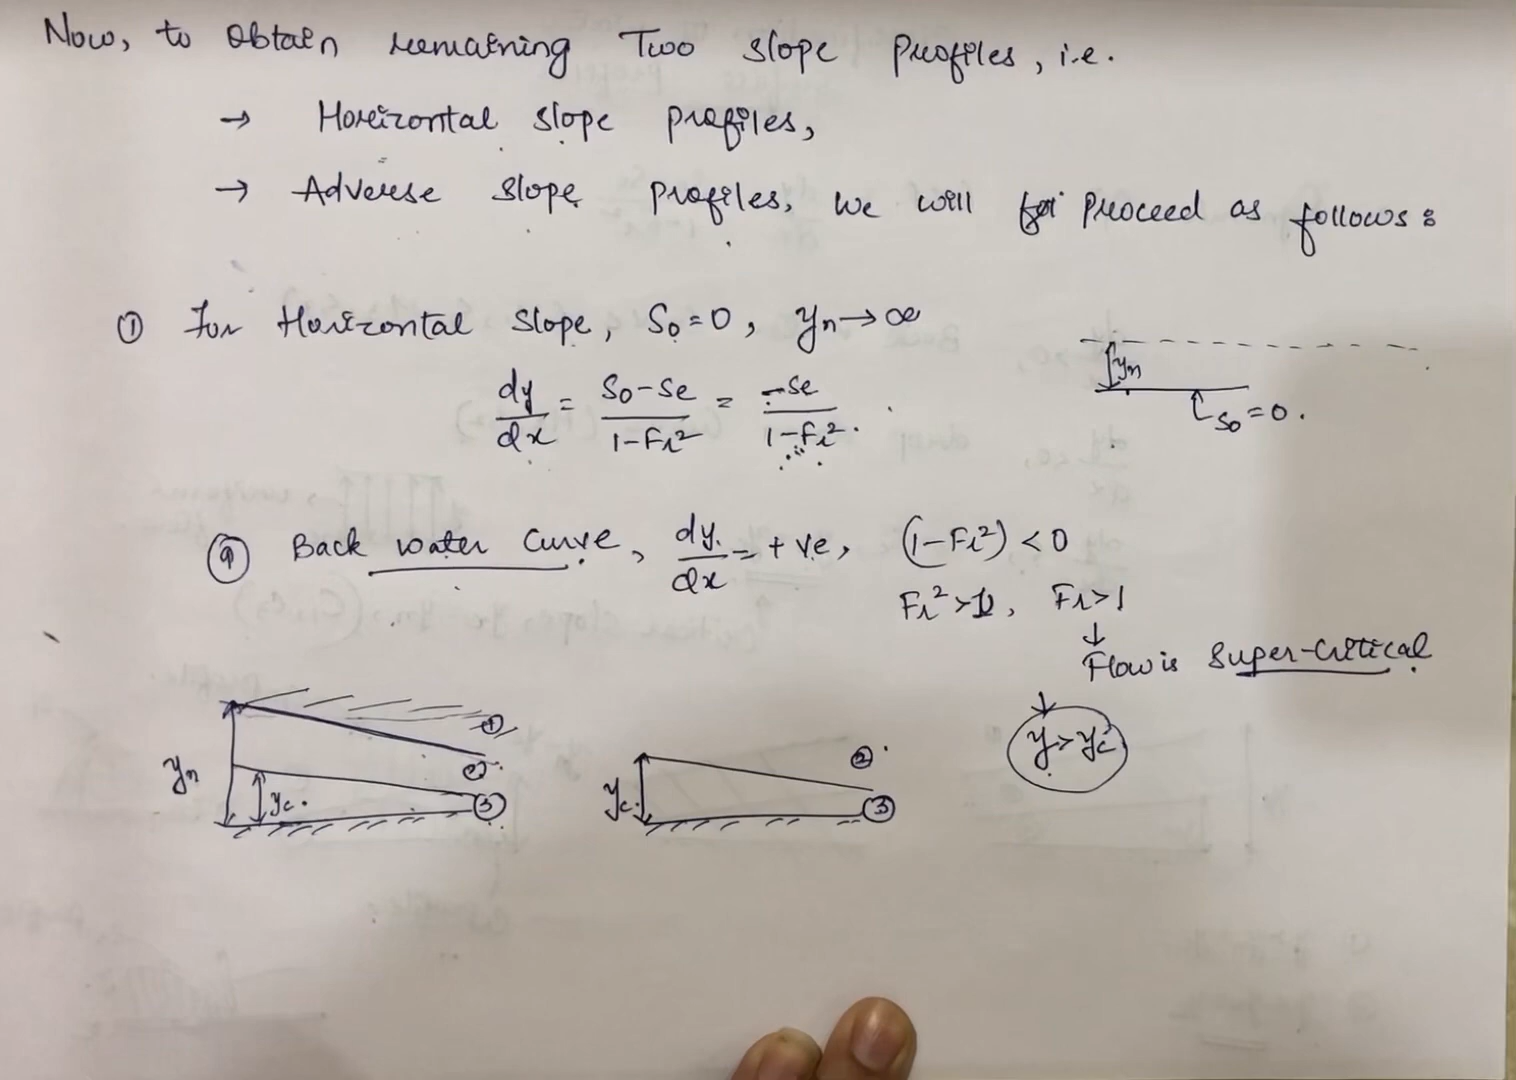 Now, to obtain remaining Two slope profiles, i.e.
→ Horizontal slope profiles,
→ Adverse slope profiles, we will proceed as follows :
① For Horizontal slope, S₀ = 0, yₙ → ∞
dy/dx = (S₀ - Se)/(1 - Fr²) = -Se/(1 - Fr²).
yₙ
S₀ = 0.
ⓐ Back water curve, dy/dx = +ve, (1 - Fr²) < 0
Fr² > 1, Fr > 1
↓
Flow is super-critical
↓
y > yc
yₙ
yc.
①
②
③
yc.
②
③